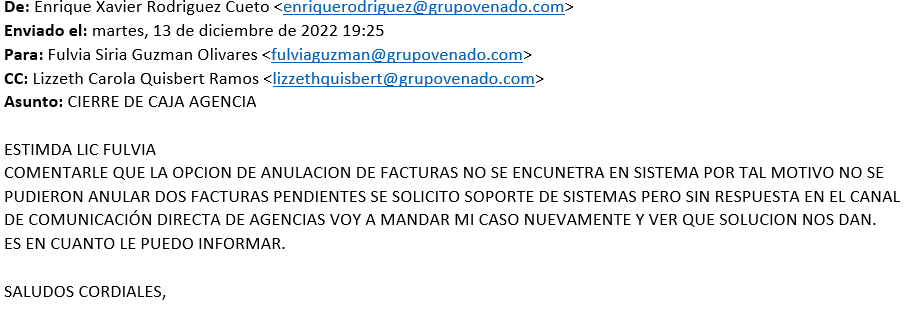 De: Enrique Xavier Rodriguez Cueto <enriquerodriguez@grupovenado.com>
Enviado el: martes, 13 de diciembre de 2022 19:25
Para: Fulvia Siria Guzman Olivares <fulviaguzman@grupovenado.com>
CC: Lizzeth Carola Quisbert Ramos <lizzethquisbert@grupovenado.com>
Asunto: CIERRE DE CAJA AGENCIA
ESTIMDA LIC FULVIA
COMENTARLE QUE LA OPCION DE ANULACION DE FACTURAS NO SE ENCUNETRA EN SISTEMA POR TAL MOTIVO NO SE
PUDIERON ANULAR DOS FACTURAS PENDIENTES SE SOLICITO SOPORTE DE SISTEMAS PERO SIN RESPUESTA EN EL CANAL
DE COMUNICACIÓN DIRECTA DE AGENCIAS VOY A MANDAR MI CASO NUEVAMENTE Y VER QUE SOLUCION NOS DAN.
ES EN CUANTO LE PUEDO INFORMAR.
SALUDOS CORDIALES,